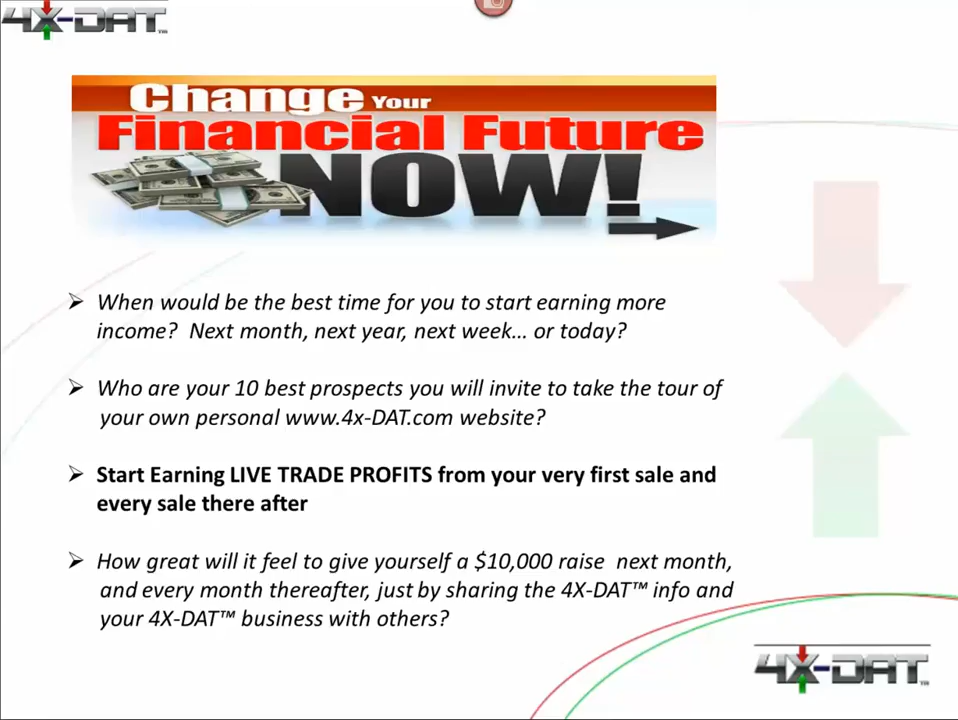 4X-DAT™
Change Your
Financial Future
NOW!
When would be the best time for you to start earning more
income?  Next month, next year, next week... or today?
Who are your 10 best prospects you will invite to take the tour of
your own personal www.4x-DAT.com website?
Start Earning LIVE TRADE PROFITS from your very first sale and
every sale there after
How great will it feel to give yourself a $10,000 raise  next month,
and every month thereafter, just by sharing the 4X-DAT™ info and
your 4X-DAT™ business with others?
4X-DAT™